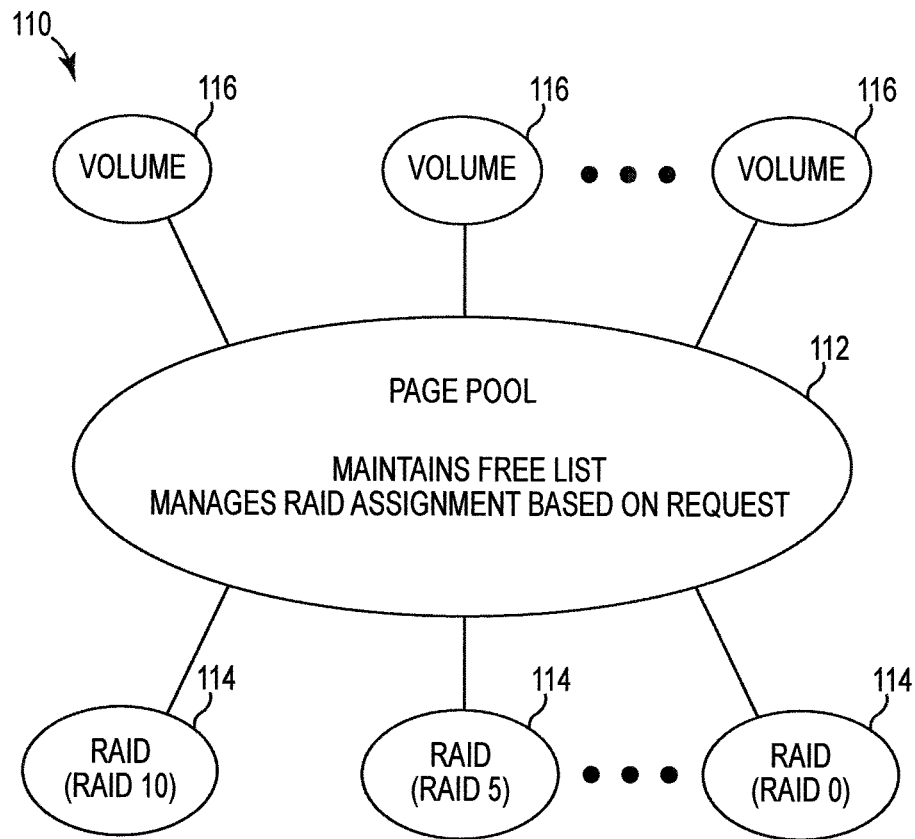 110
116 116 116
VOLUME VOLUME VOLUME
112
PAGE POOL
MAINTAINS FREE LIST
MANAGES RAID ASSIGNMENT BASED ON REQUEST
114 114 114
RAID RAID RAID
(RAID 10) (RAID 5) (RAID 0)